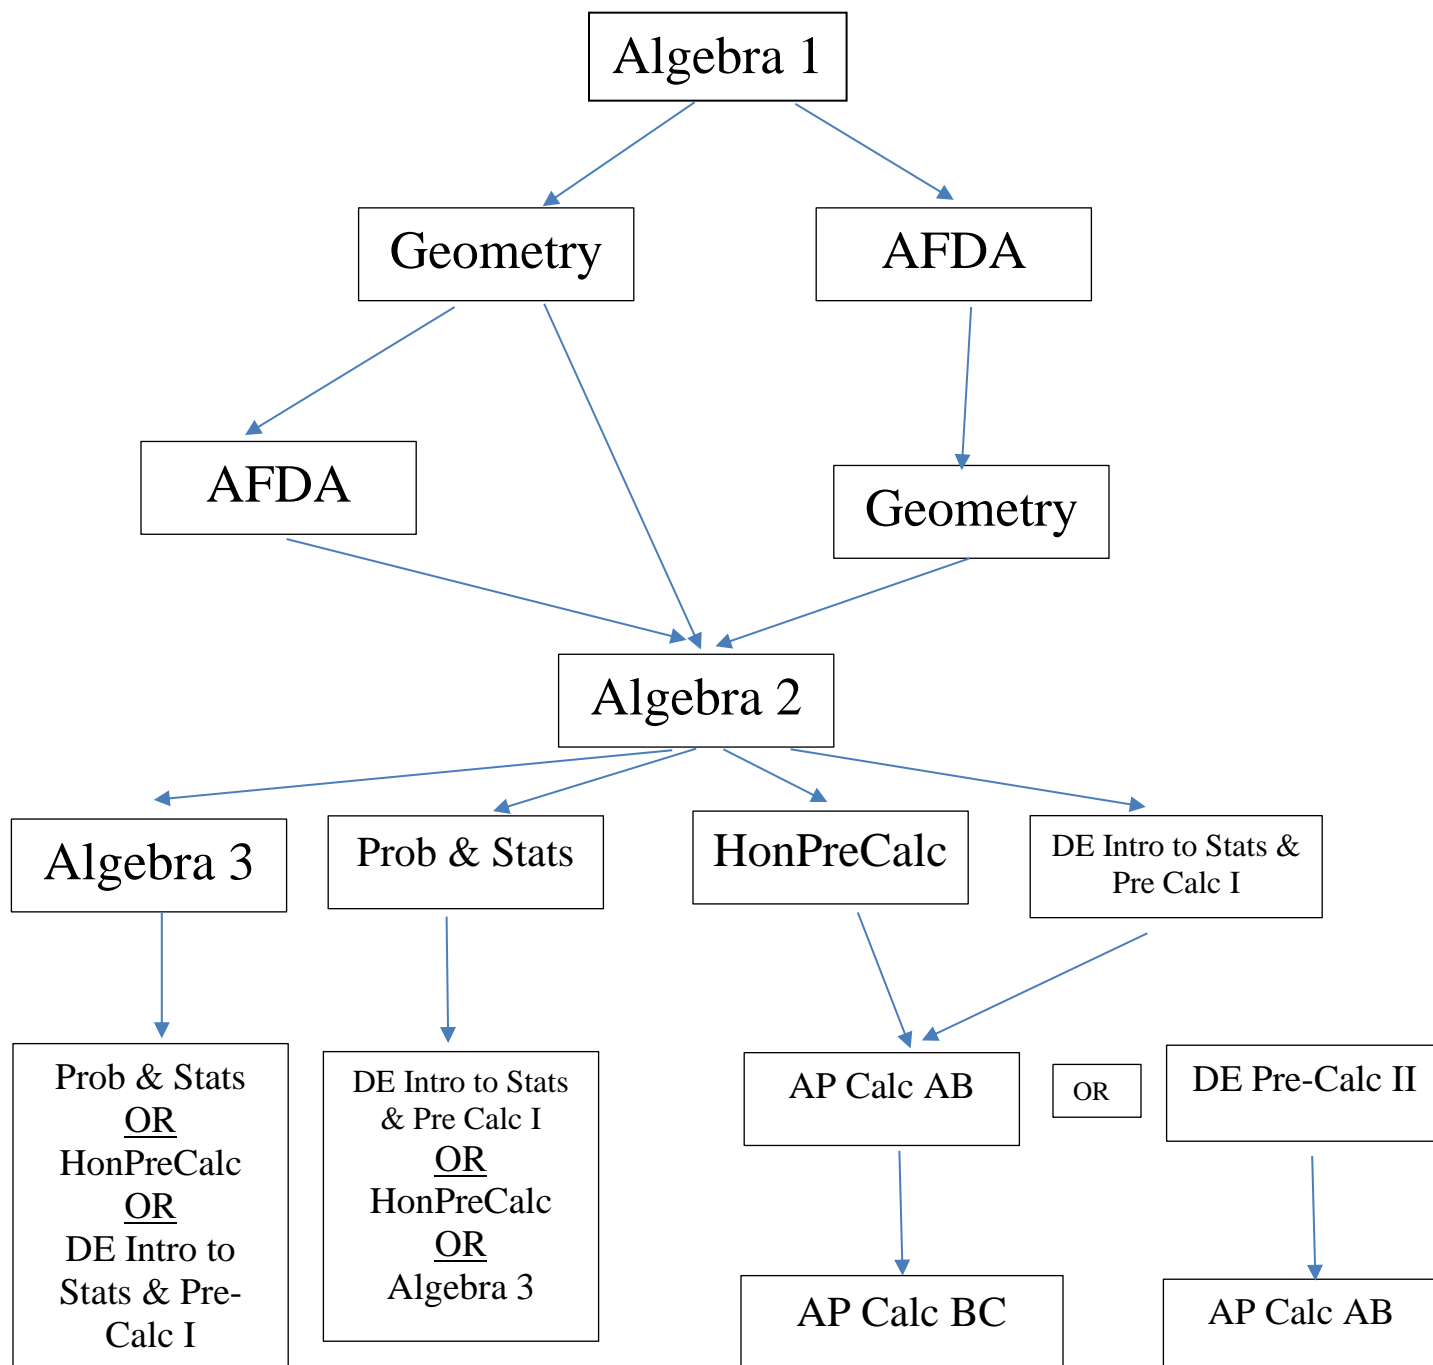 Algebra 1
Geometry
AFDA
AFDA
Geometry
Algebra 2
Algebra 3
Prob & Stats
HonPreCalc
DE Intro to Stats &
Pre Calc I
Prob & Stats
OR
HonPreCalc
OR
DE Intro to
Stats & Pre-
Calc I
DE Intro to Stats
& Pre Calc I
OR
HonPreCalc
OR
Algebra 3
AP Calc AB
OR
DE Pre-Calc II
AP Calc BC
AP Calc AB